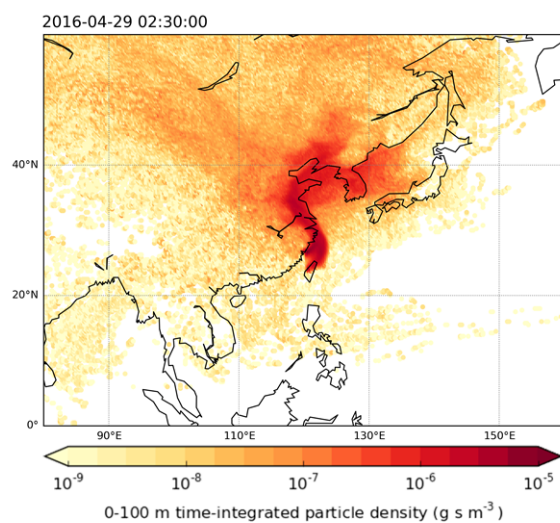 2016-04-29 02:30:00
40°N
20°N
0°
90°E 110°E 130°E 150°E
10⁻⁹ 10⁻⁸ 10⁻⁷ 10⁻⁶ 10⁻⁵
0-100 m time-integrated particle density (g s m⁻³)